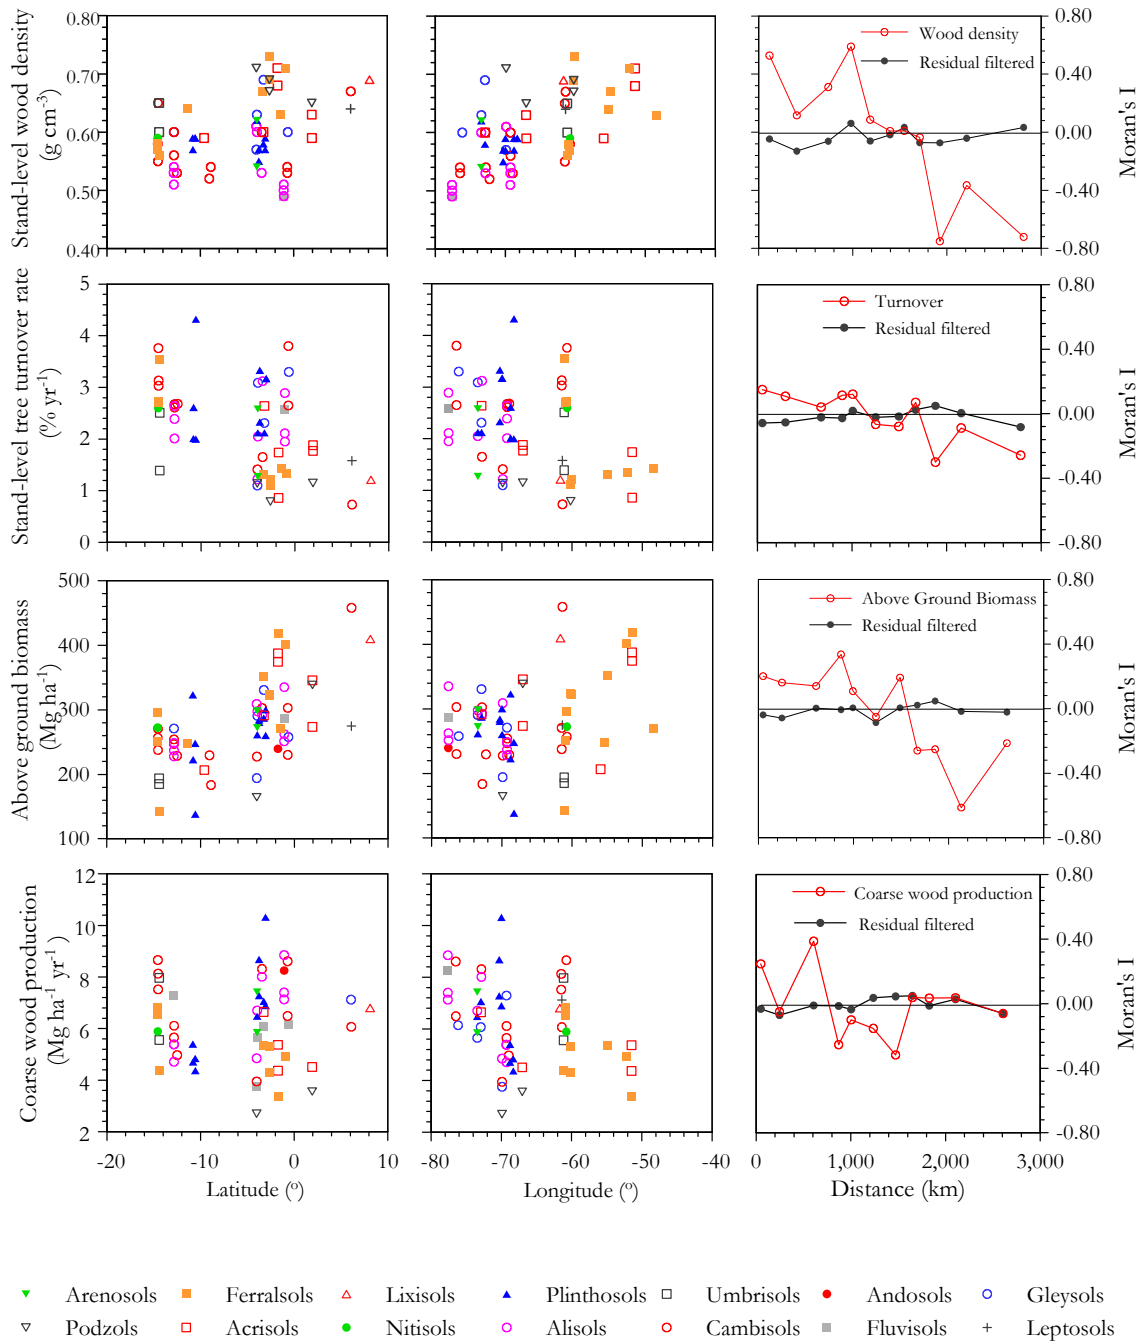 Stand-level wood density
(g cm-3)
0.80
0.70
0.60
0.50
0.40
Wood density
Residual filtered
0.80
0.40
0.00
-0.40
-0.80
Moran's I
Stand-level tree turnover rate
(% yr-1)
5
4
3
2
1
0
Turnover
Residual filtered
0.80
0.40
0.00
-0.40
-0.80
Moran's I
Above ground biomass
(Mg ha-1)
500
400
300
200
100
Above Ground Biomass
Residual filtered
0.80
0.40
0.00
-0.40
-0.80
Moran's I
Coarse wood production
(Mg ha-1 yr-1 )
12
10
8
6
4
2
Coarse wood production
Residual filtered
0.80
0.40
0.00
-0.40
-0.80
Moran's I
-20 -10 0 10
-80 -70 -60 -50 -40
0 1,000 2,000 3,000
Latitude (o)
Longitude (o)
Distance (km)
Arenosols Ferralsols Lixisols Plinthosols Umbrisols Andosols Gleysols
Podzols Acrisols Nitisols Alisols Cambisols Fluvisols Leptosols